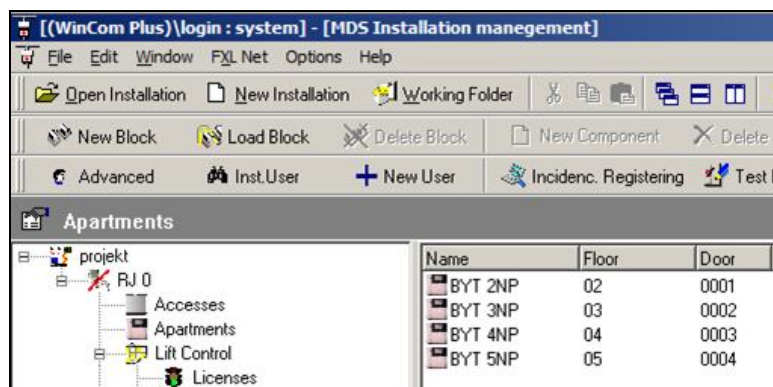 [(WinCom Plus)\login : system] - [MDS Installation manegement]
File Edit Window FXL Net Options Help
Open Installation New Installation Working Folder
New Block Load Block Delete Block New Component Delete
Advanced Inst.User New User Incidenc. Registering Test
Apartments
projekt
RJ 0
Accesses
Apartments
Lift Control
Licenses
Name Floor Door
BYT 2NP 02 0001
BYT 3NP 03 0002
BYT 4NP 04 0003
BYT 5NP 05 0004